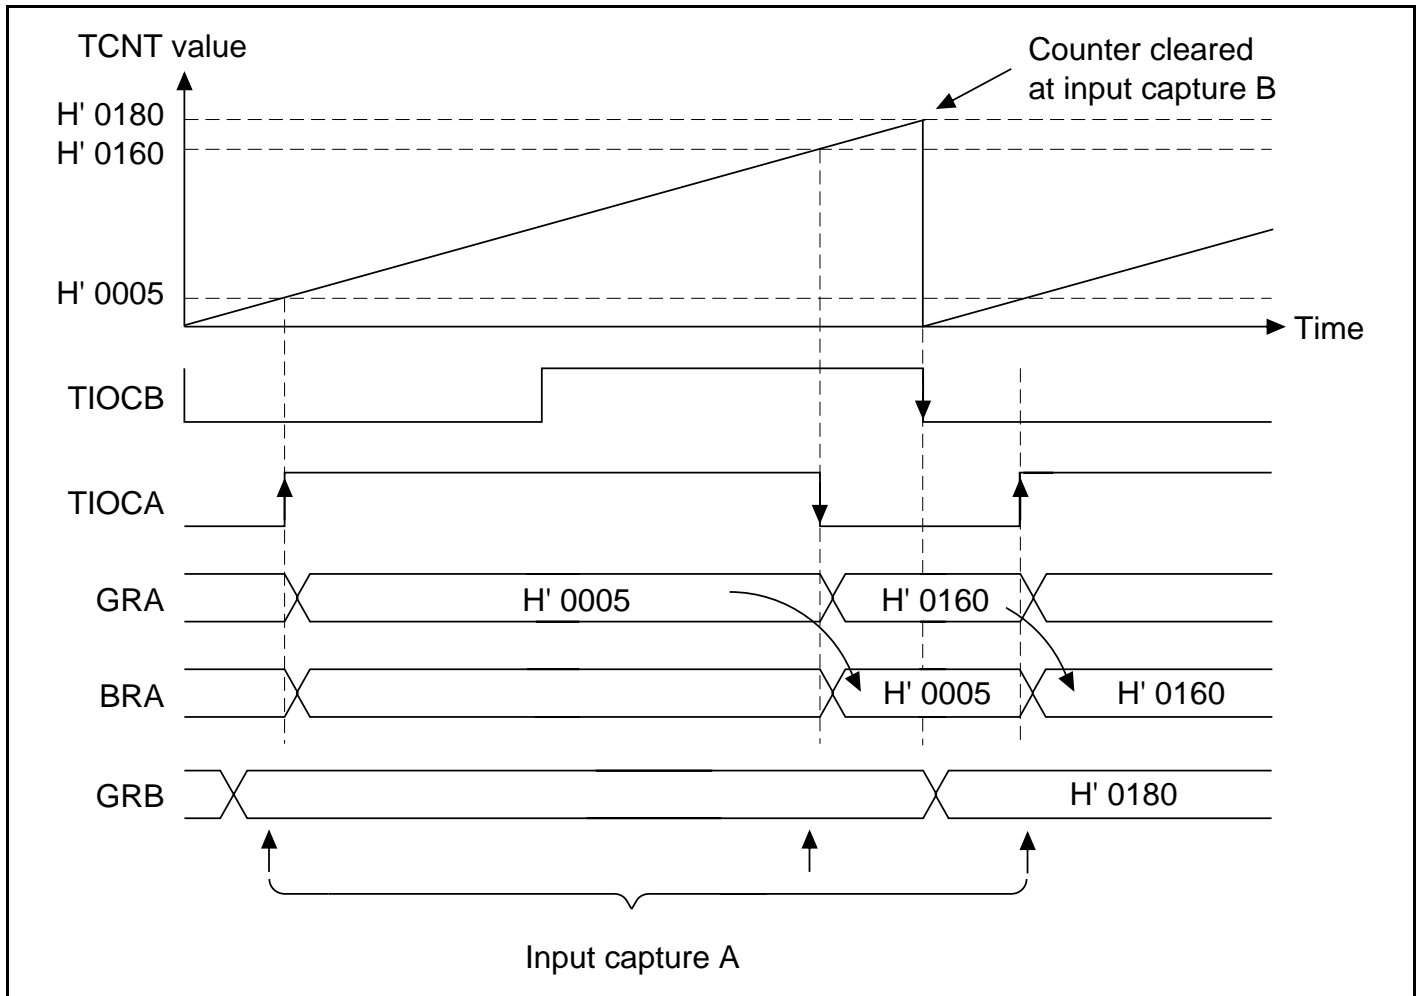 TCNT value
Counter cleared
at input capture B
H' 0180
H' 0160
H' 0005
Time
TIOCB
TIOCA
GRA
H' 0005
H' 0160
BRA
H' 0005
H' 0160
GRB
H' 0180
Input capture A